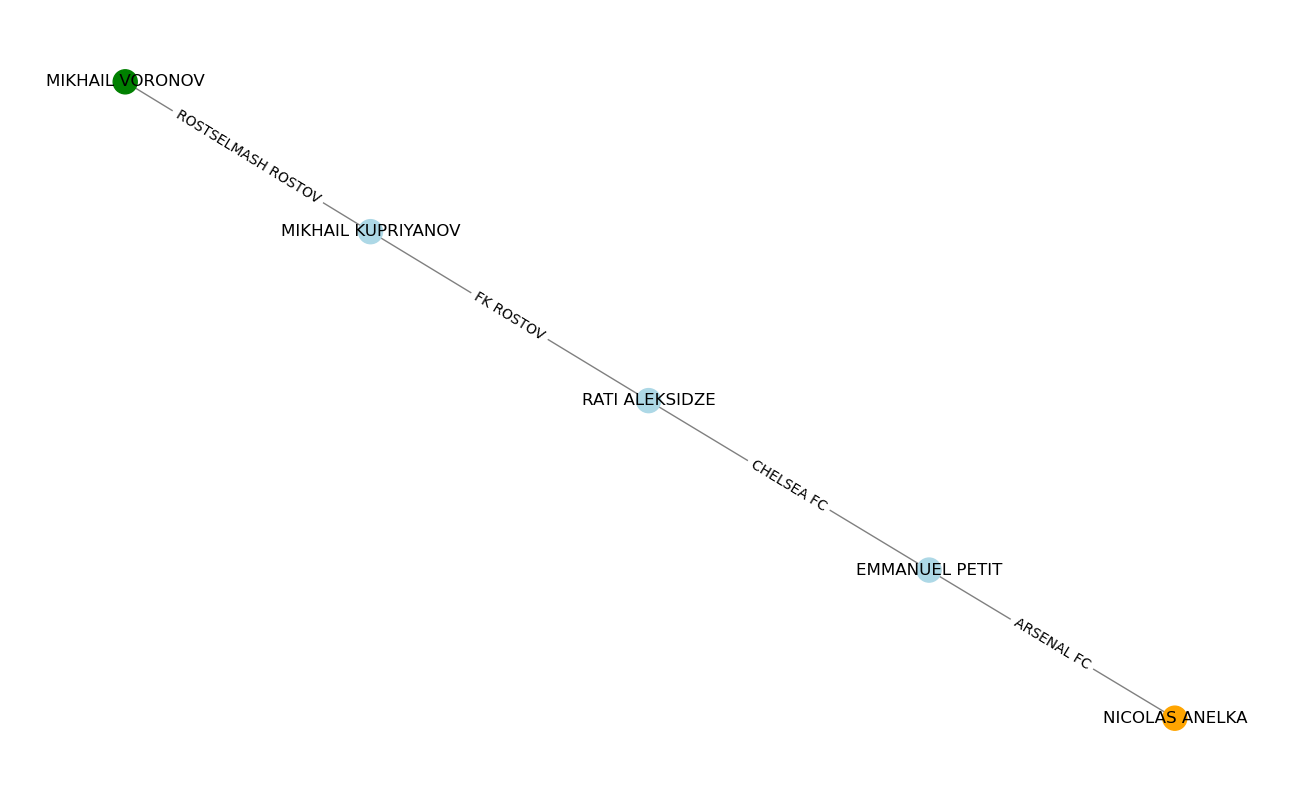 MIKHAIL VORONOV
ROSTSELMASH ROSTOV
MIKHAIL KUPRIYANOV
FK ROSTOV
RATI ALEKSIDZE
CHELSEA FC
EMMANUEL PETIT
ARSENAL FC
NICOLAS ANELKA